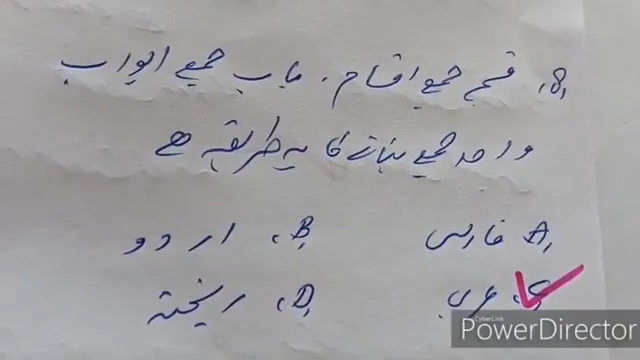 8، قسم جمع اقسام، باب جمع ابواب
واحد جمع بنانے کا یہ طریقہ ہے
A، فارسی B، اردو
C، عربی D، ریختہ
CyberLink
PowerDirector